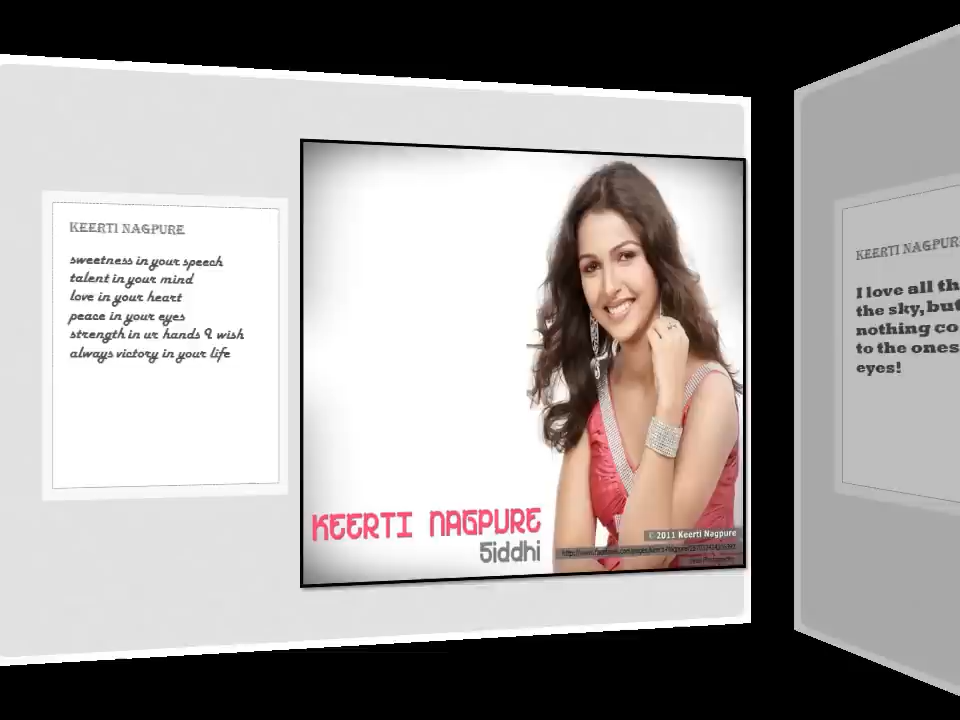 KEERTI NAGPURE
sweetness in your speech
talent in your mind
love in your heart
peace in your eyes
strength in ur hands I wish
always victory in your life
KEERTI NAGPURE
Siddhi
© 2011 Keerti Nagpure
KEERTI NAGPUR
I love all th
the sky, but
nothing co
to the ones
eyes!